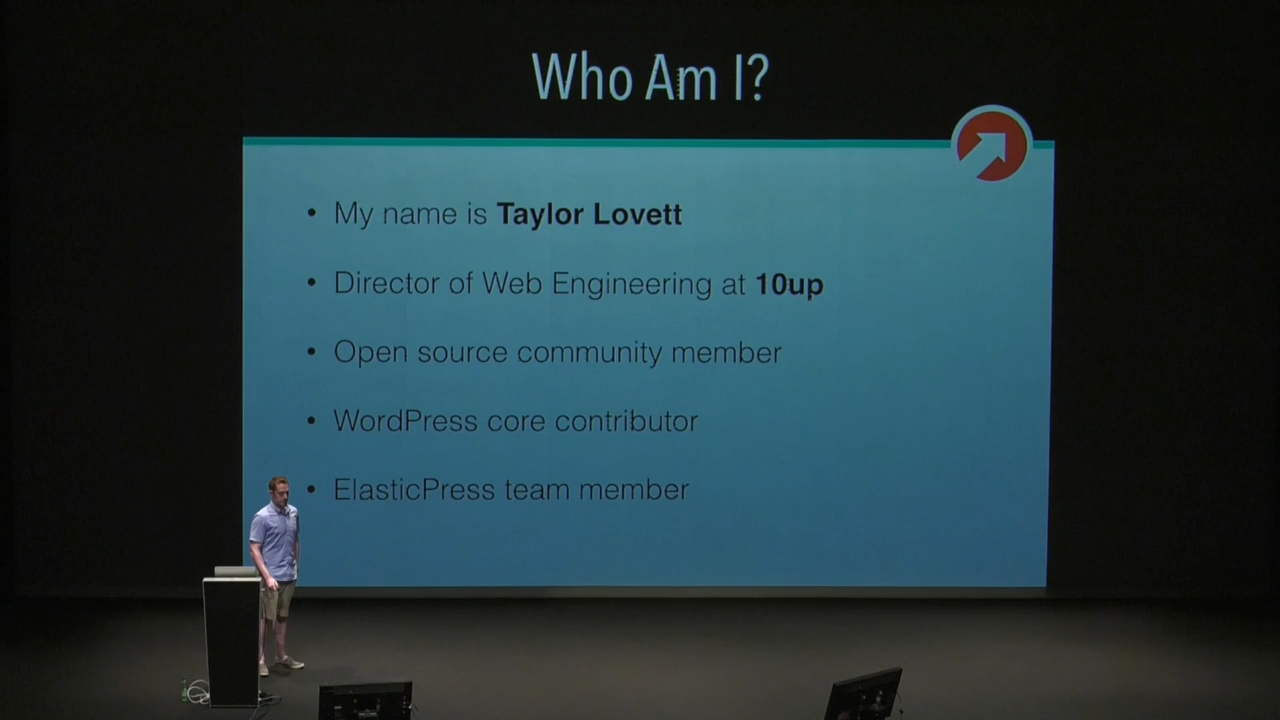 Who Am I?
• My name is Taylor Lovett
• Director of Web Engineering at 10up
• Open source community member
• WordPress core contributor
• ElasticPress team member